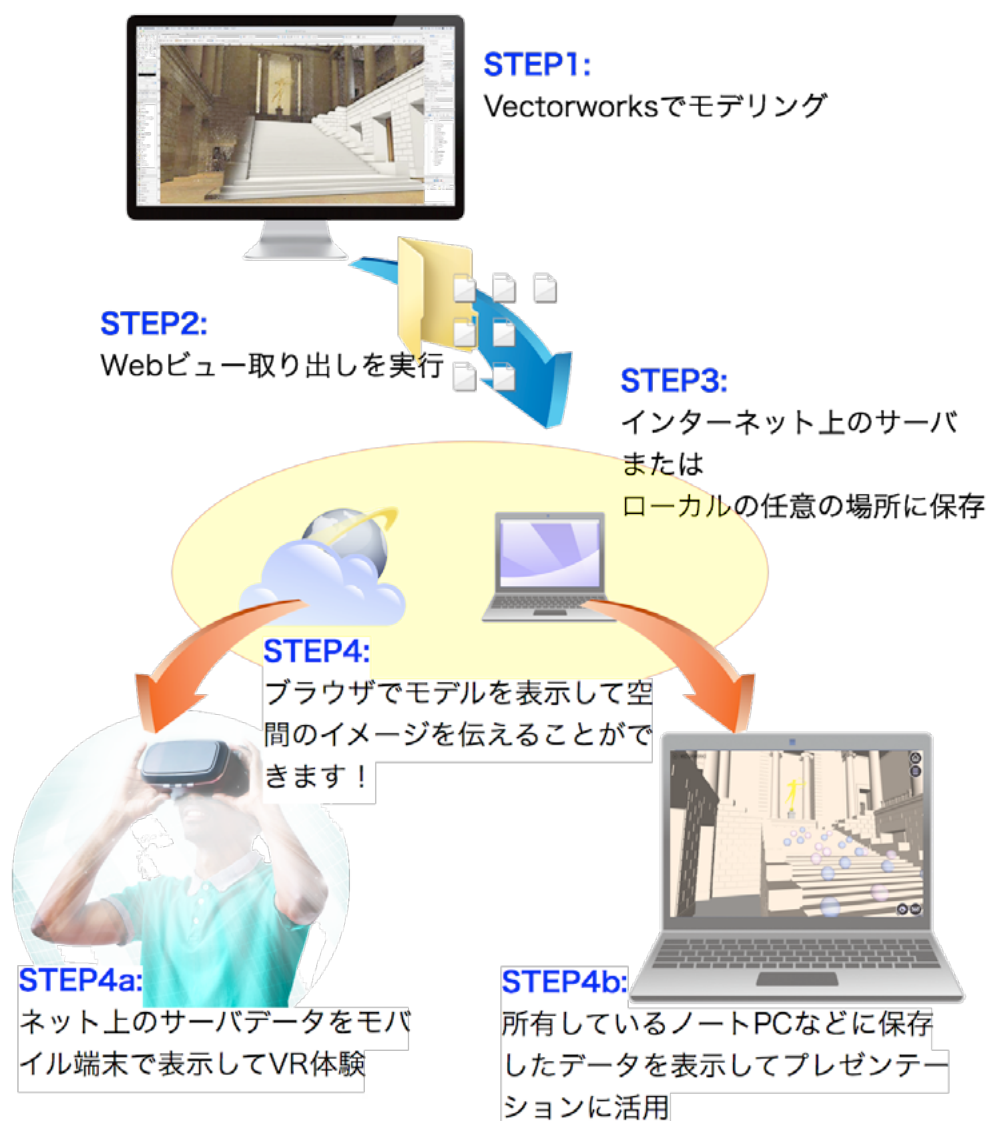 STEP1:
Vectorworksでモデリング
STEP2:
Webビュー取り出しを実行
STEP3:
インターネット上のサーバ
または
ローカルの任意の場所に保存
STEP4:
ブラウザでモデルを表示して空
間のイメージを伝えることがで
きます！
STEP4a:
ネット上のサーバデータをモバ
イル端末で表示してVR体験
STEP4b:
所有しているノートPCなどに保存
したデータを表示してプレゼンテー
ションに活用